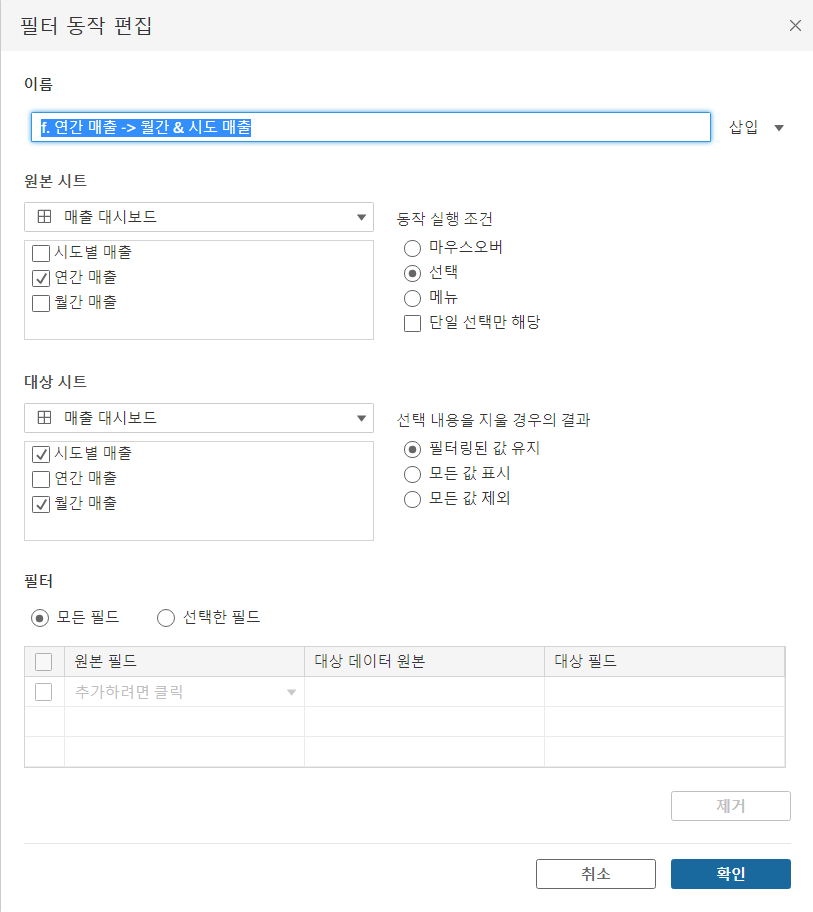 필터 동작 편집
이름
f. 연간 매출 -> 월간 & 시도 매출
삽입
원본 시트
매출 대시보드
시도별 매출
연간 매출
월간 매출
동작 실행 조건
마우스오버
선택
메뉴
단일 선택만 해당
대상 시트
매출 대시보드
시도별 매출
연간 매출
월간 매출
선택 내용을 지울 경우의 결과
필터링된 값 유지
모든 값 표시
모든 값 제외
필터
모든 필드 선택한 필드
원본 필드 대상 데이터 원본 대상 필드
추가하려면 클릭
제거
취소 확인